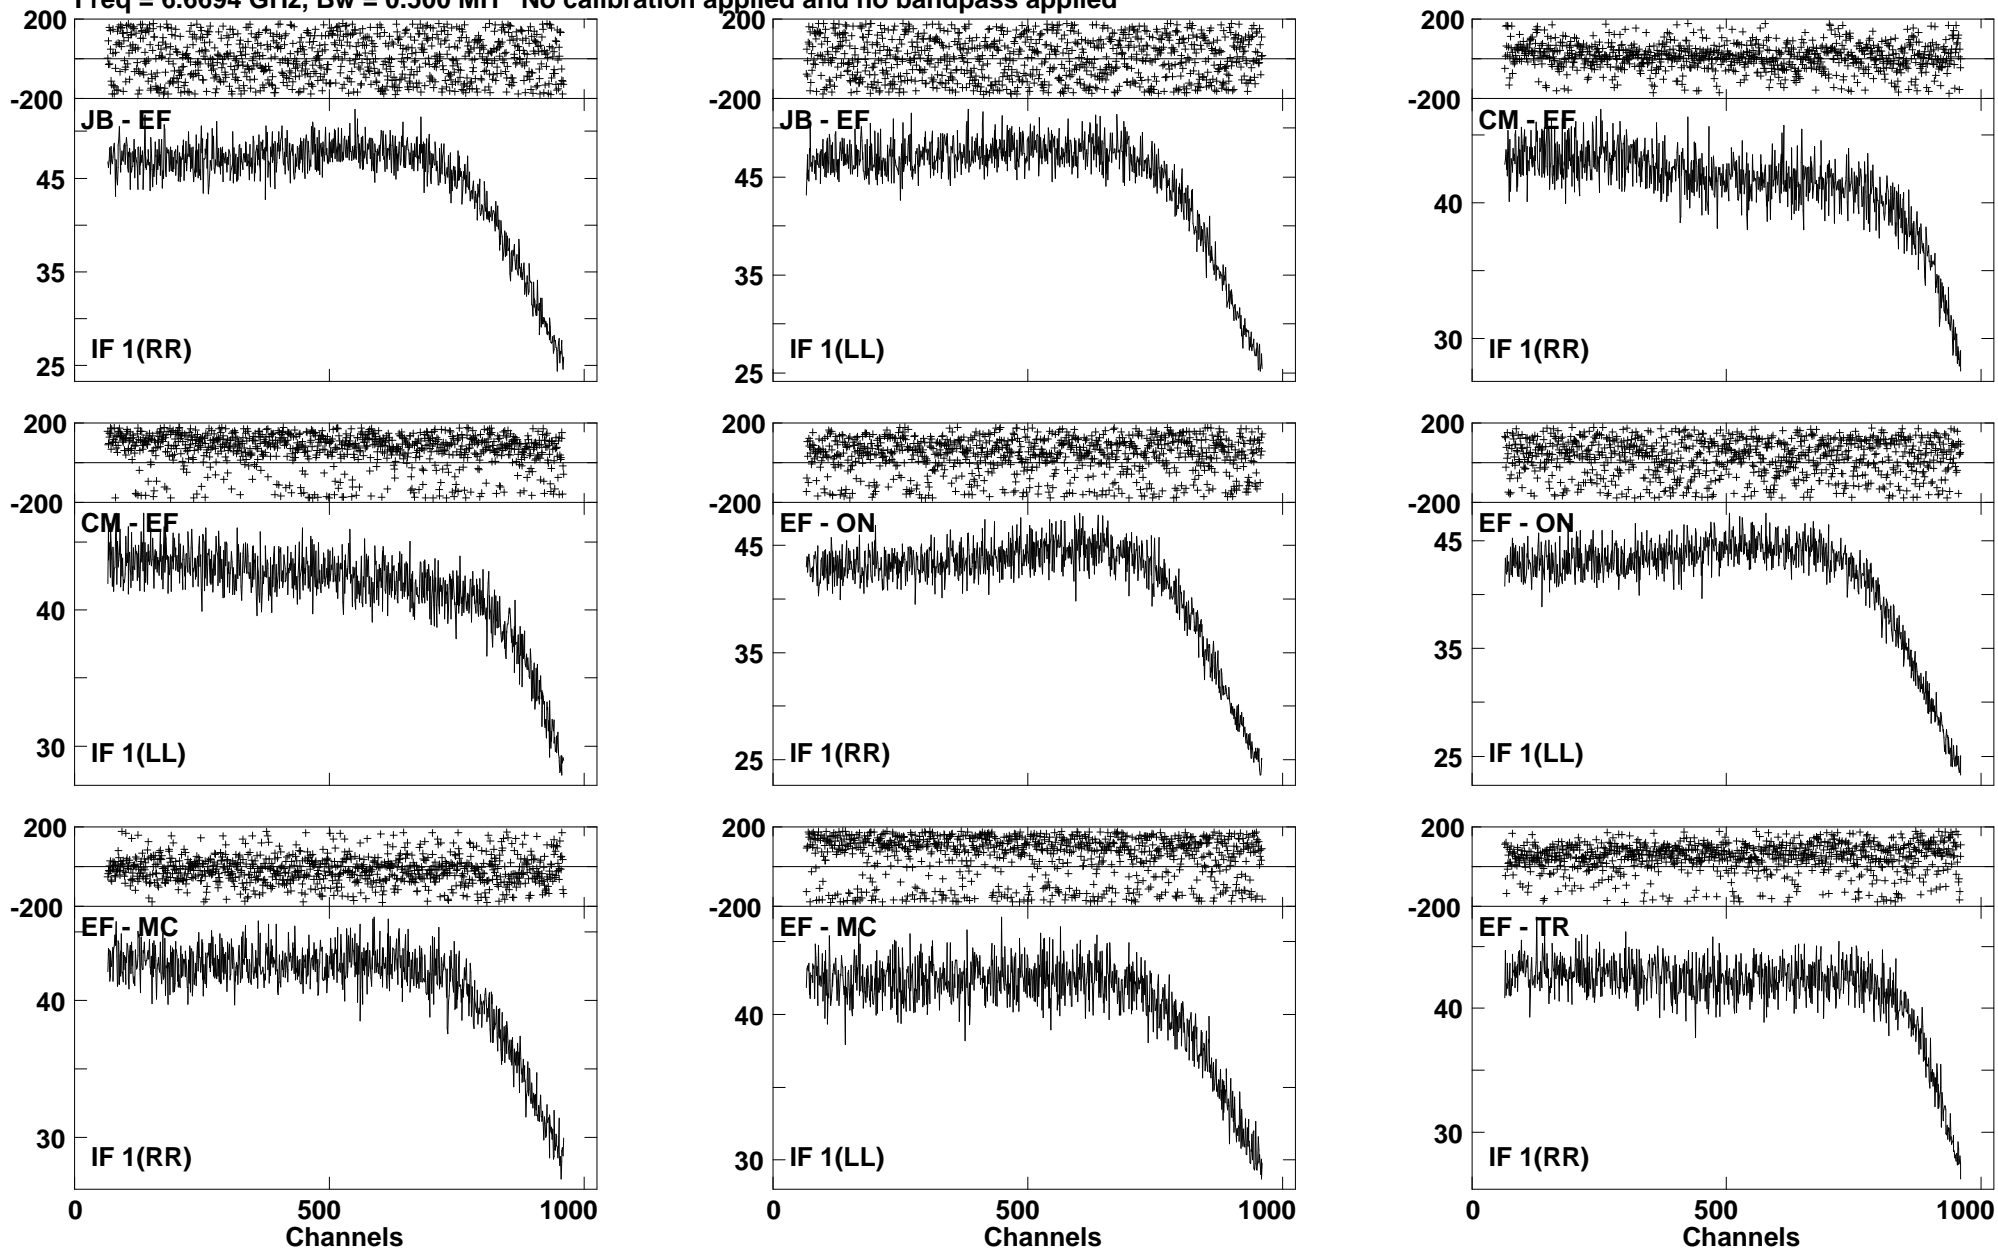 Freq = 6.6694 GHz, Bw = 0.500 MH No calibration applied and no bandpass applied
200
-200
JB - EF
45
35
25
IF 1(RR)
200
-200
JB - EF
45
35
25
IF 1(LL)
200
-200
CM - EF
40
30
IF 1(RR)
200
-200
CM - EF
40
30
IF 1(LL)
200
-200
EF - ON
45
35
25
IF 1(RR)
200
-200
EF - ON
45
35
25
IF 1(LL)
200
-200
EF - MC
40
30
IF 1(RR)
0 500 1000
Channels
200
-200
EF - MC
40
30
IF 1(LL)
0 500 1000
Channels
200
-200
EF - TR
40
30
IF 1(RR)
0 500 1000
Channels